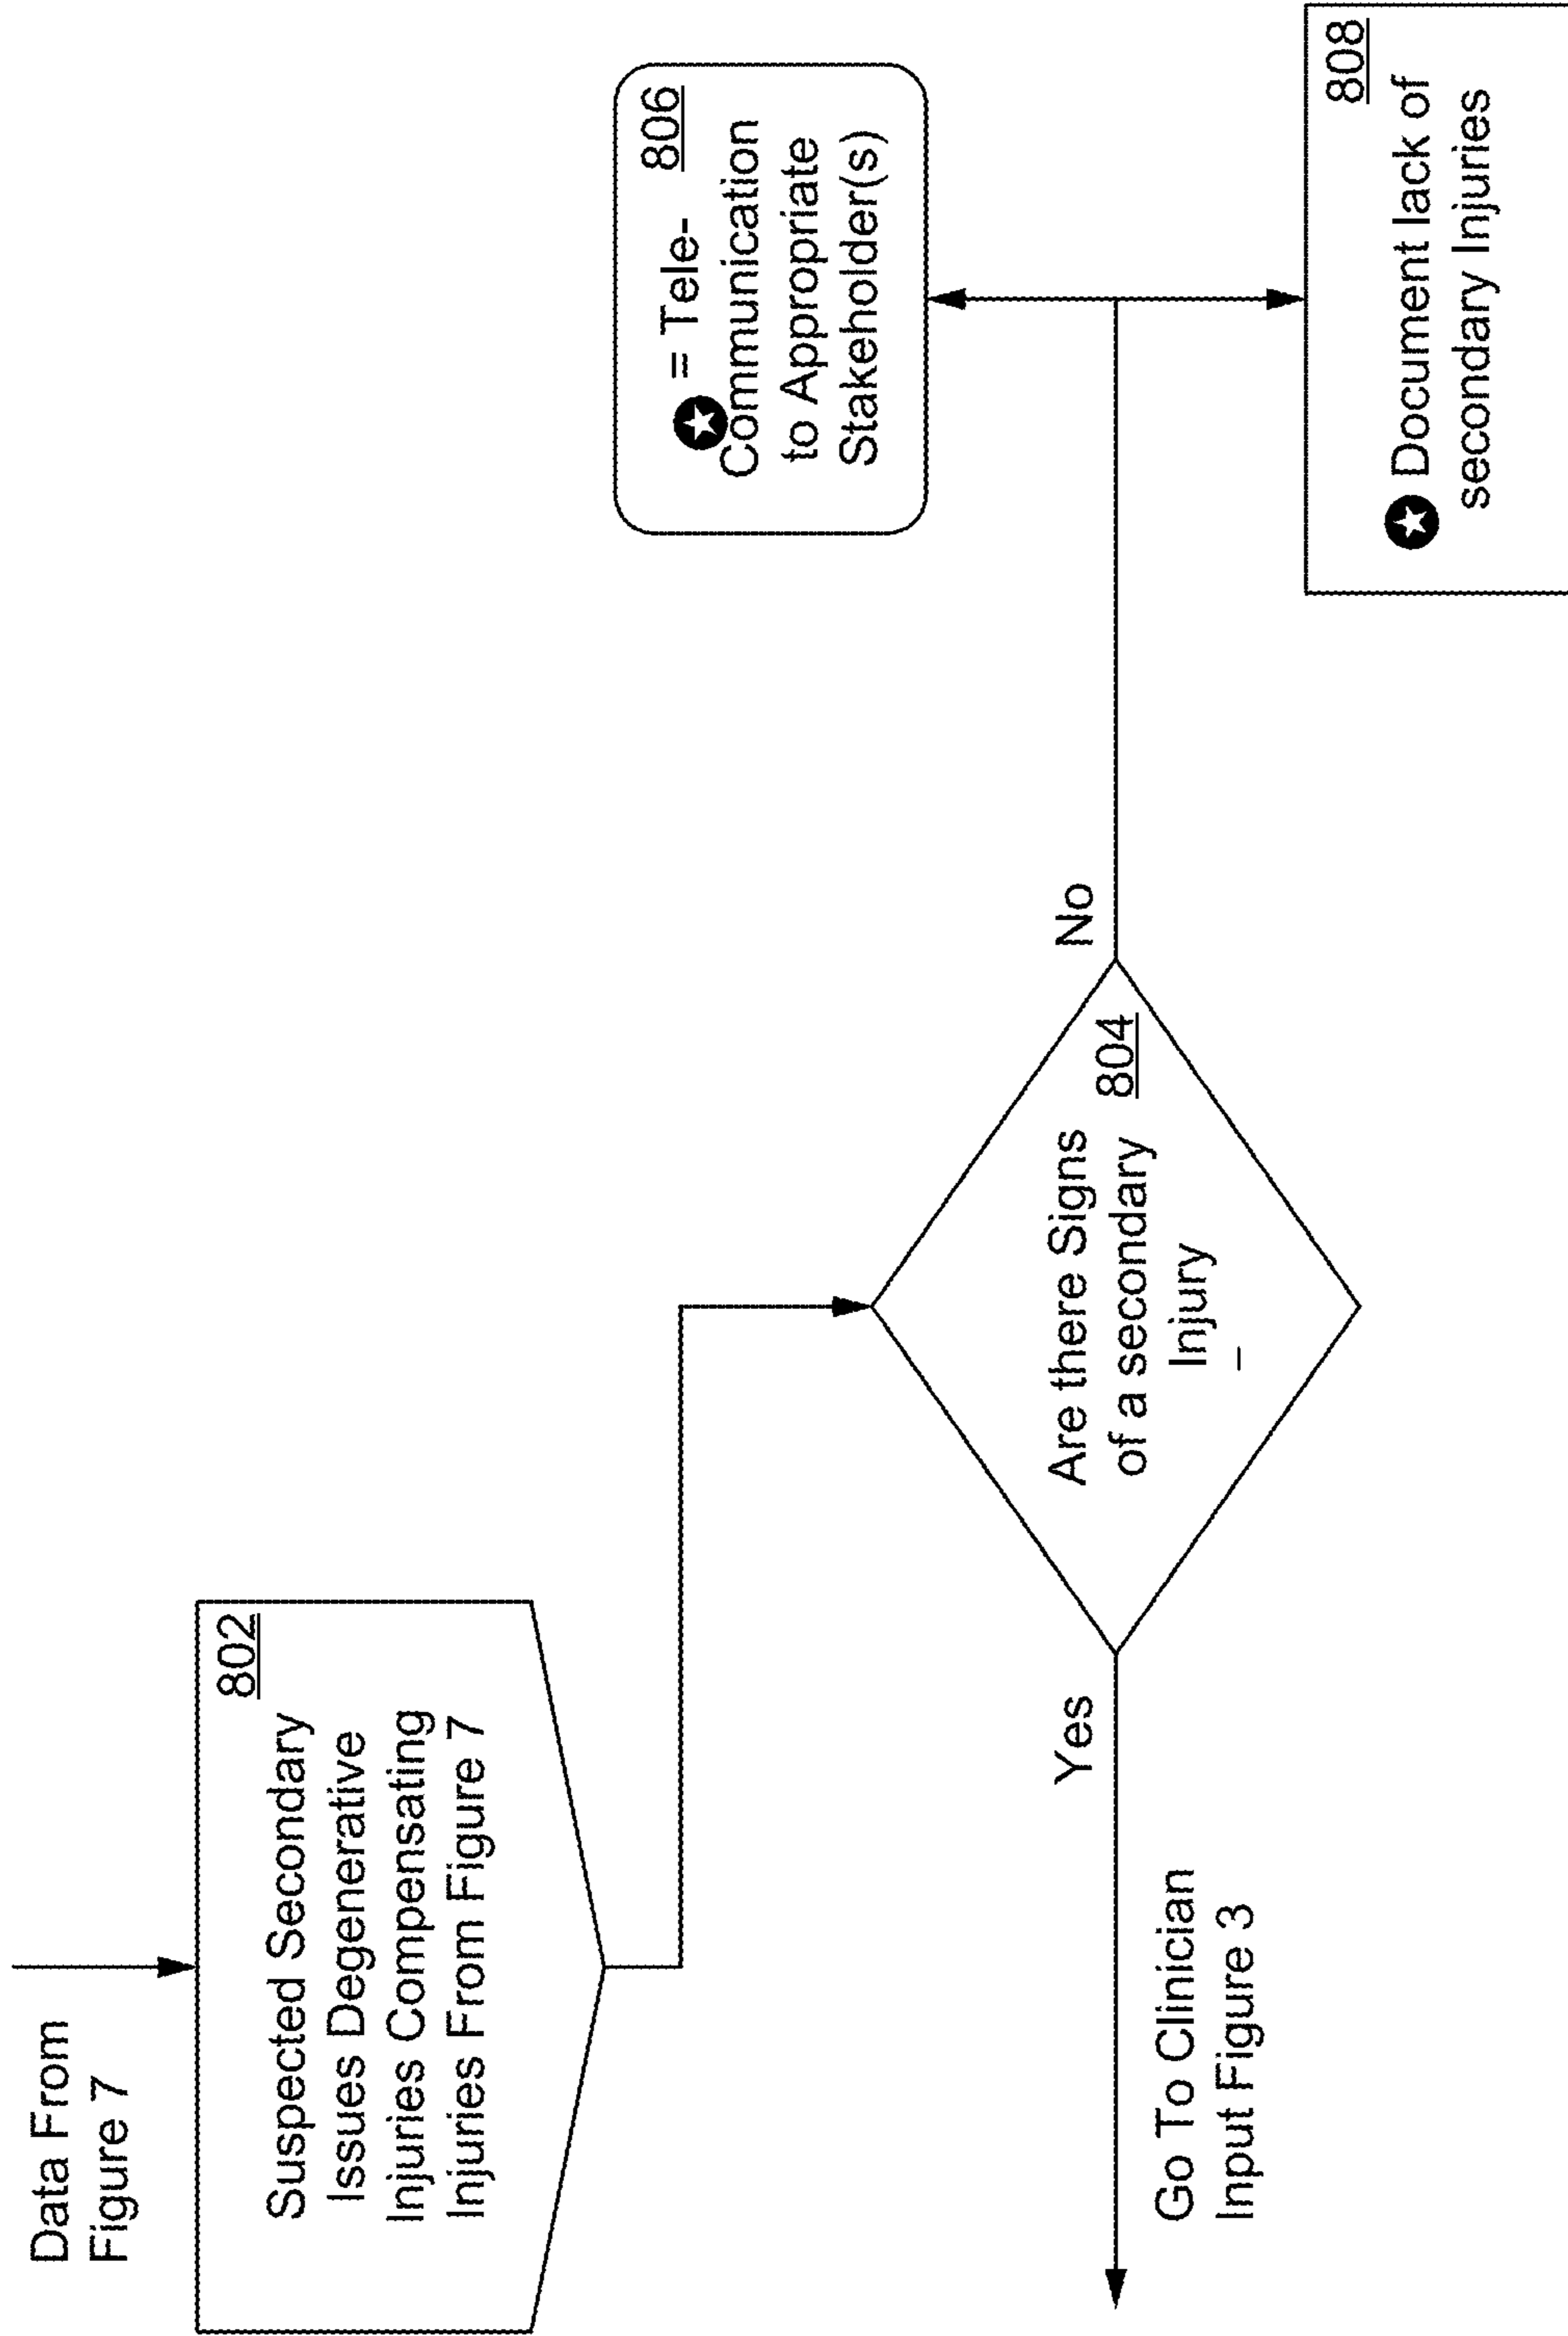 Data From
Figure 7
802
Suspected Secondary
Issues Degenerative
Injuries Compensating
Injuries From Figure 7
Are there Signs
804
of a secondary
Injury
Yes
No
Go To Clinician
Input Figure 3
806
= Tele-
Communication
to Appropriate
Stakeholder(s)
808
Document lack of
secondary Injuries